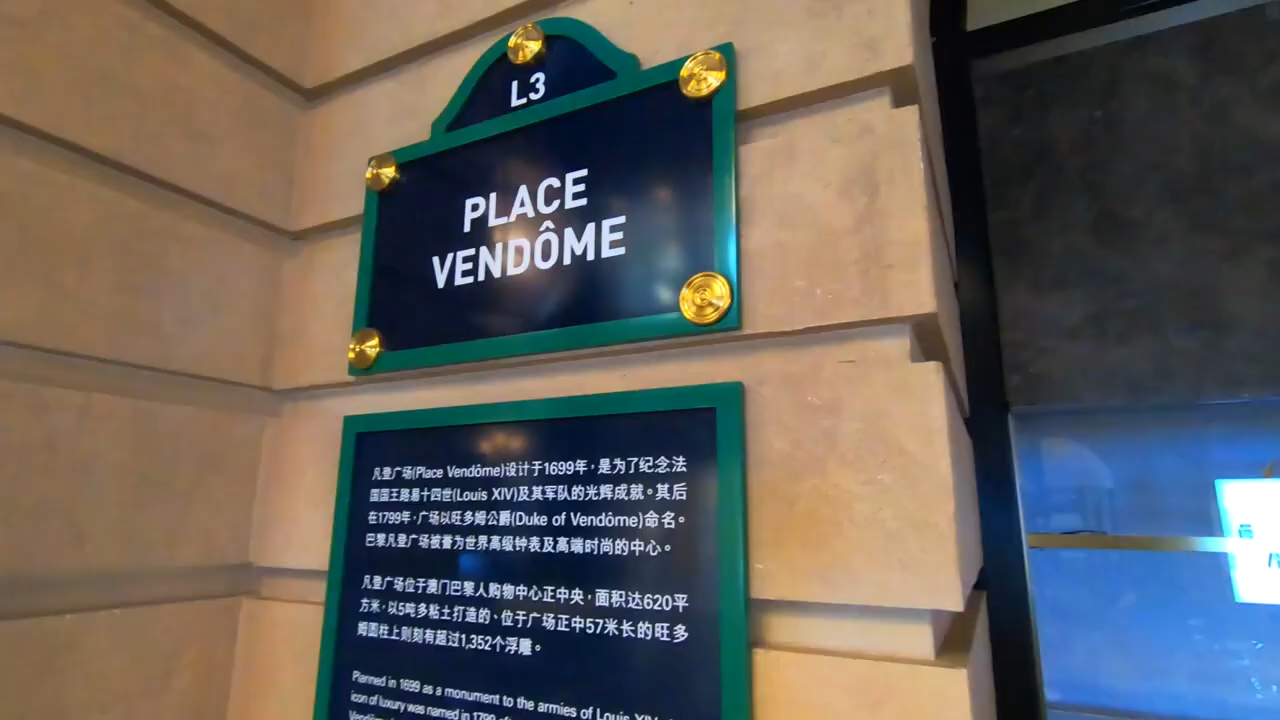 L3
PLACE
VENDÔME
凡登广场(Place Vendôme)设计于1699年，是为了纪念法
国国王路易十四世(Louis XIV)及其军队的光辉成就。其后
在1799年，广场以旺多姆公爵(Duke of Vendôme)命名。
巴黎凡登广场被誉为世界高级钟表及高端时尚的中心。
凡登广场位于澳门巴黎人购物中心正中央，面积达620平
方米，以5吨多粘土打造的、位于广场正中57米长的旺多
姆圆柱上则刻有超过1,352个浮雕。
Planned in 1699 as a monument to the armies of Louis XIV,
icon of luxury was named in 1799